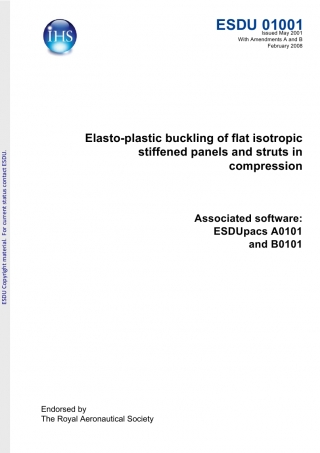 IHS
ESDU 01001
Issued May 2001
With Amendments A and B
February 2008
Elasto-plastic buckling of flat isotropic
stiffened panels and struts in
compression
Associated software:
ESDUpacs A0101
and B0101
ESDU Copyright material. For current status contact ESDU.
Endorsed by
The Royal Aeronautical Society